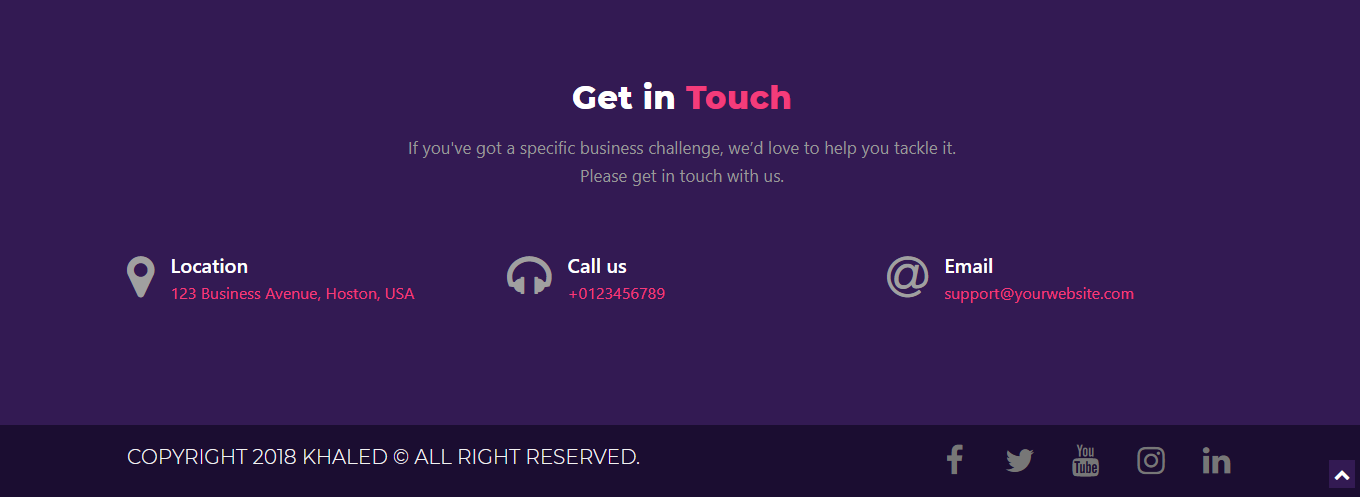 Get in Touch
If you've got a specific business challenge, we’d love to help you tackle it.
Please get in touch with us.
Location
123 Business Avenue, Hoston, USA
Call us
+0123456789
Email
support@yourwebsite.com
COPYRIGHT 2018 KHALED © ALL RIGHT RESERVED.
You
Tube